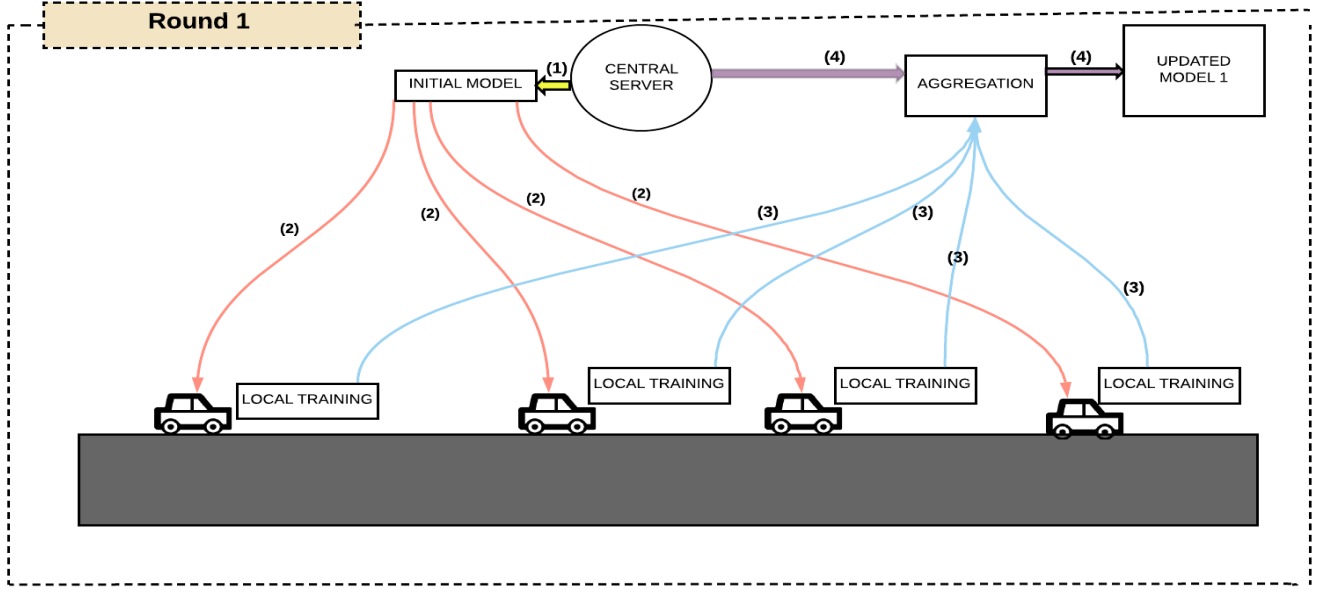 Round 1
(1)
(4)
(4)
INITIAL MODEL
CENTRAL
SERVER
AGGREGATION
UPDATED
MODEL 1
(2)
(2)
(2)
(2)
(3)
(3)
(3)
(3)
LOCAL TRAINING
LOCAL TRAINING
LOCAL TRAINING
LOCAL TRAINING